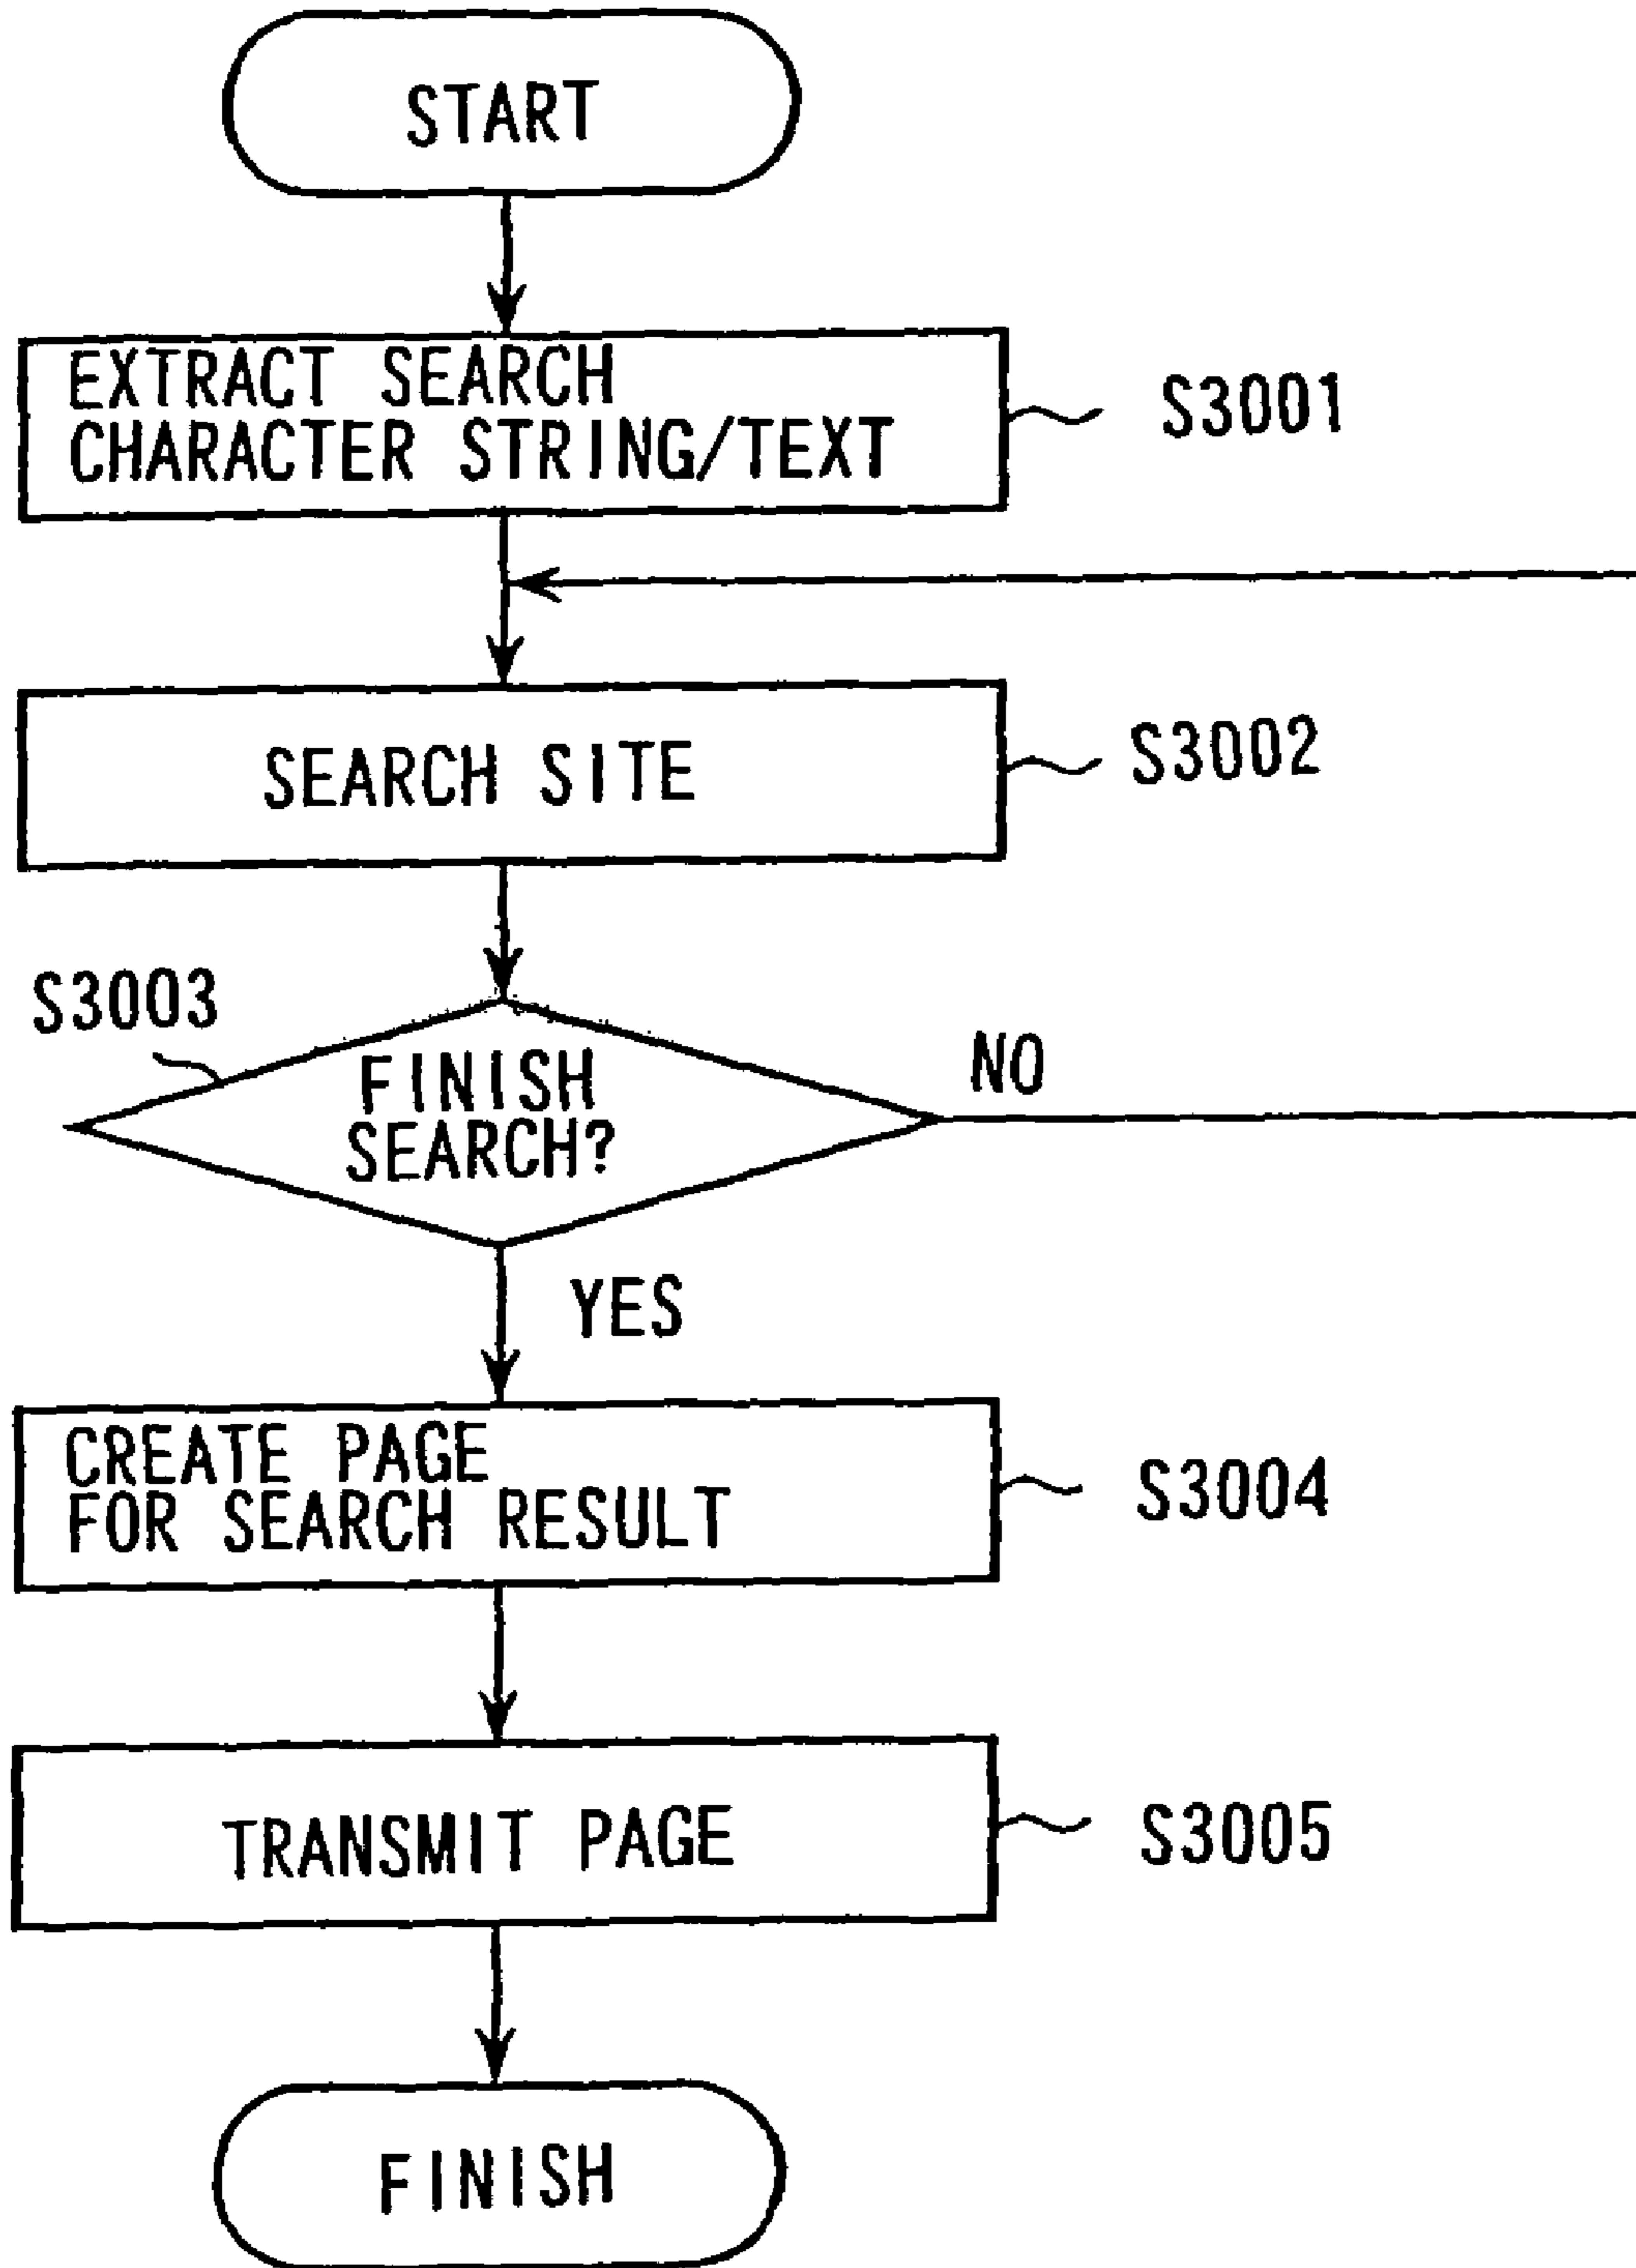 START
EXTRACT SEARCH
CHARACTER STRING/TEXT
S3001
SEARCH SITE
S3002
S3003
FINISH
SEARCH?
NO
YES
CREATE PAGE
FOR SEARCH RESULT
S3004
TRANSMIT PAGE
S3005
FINISH